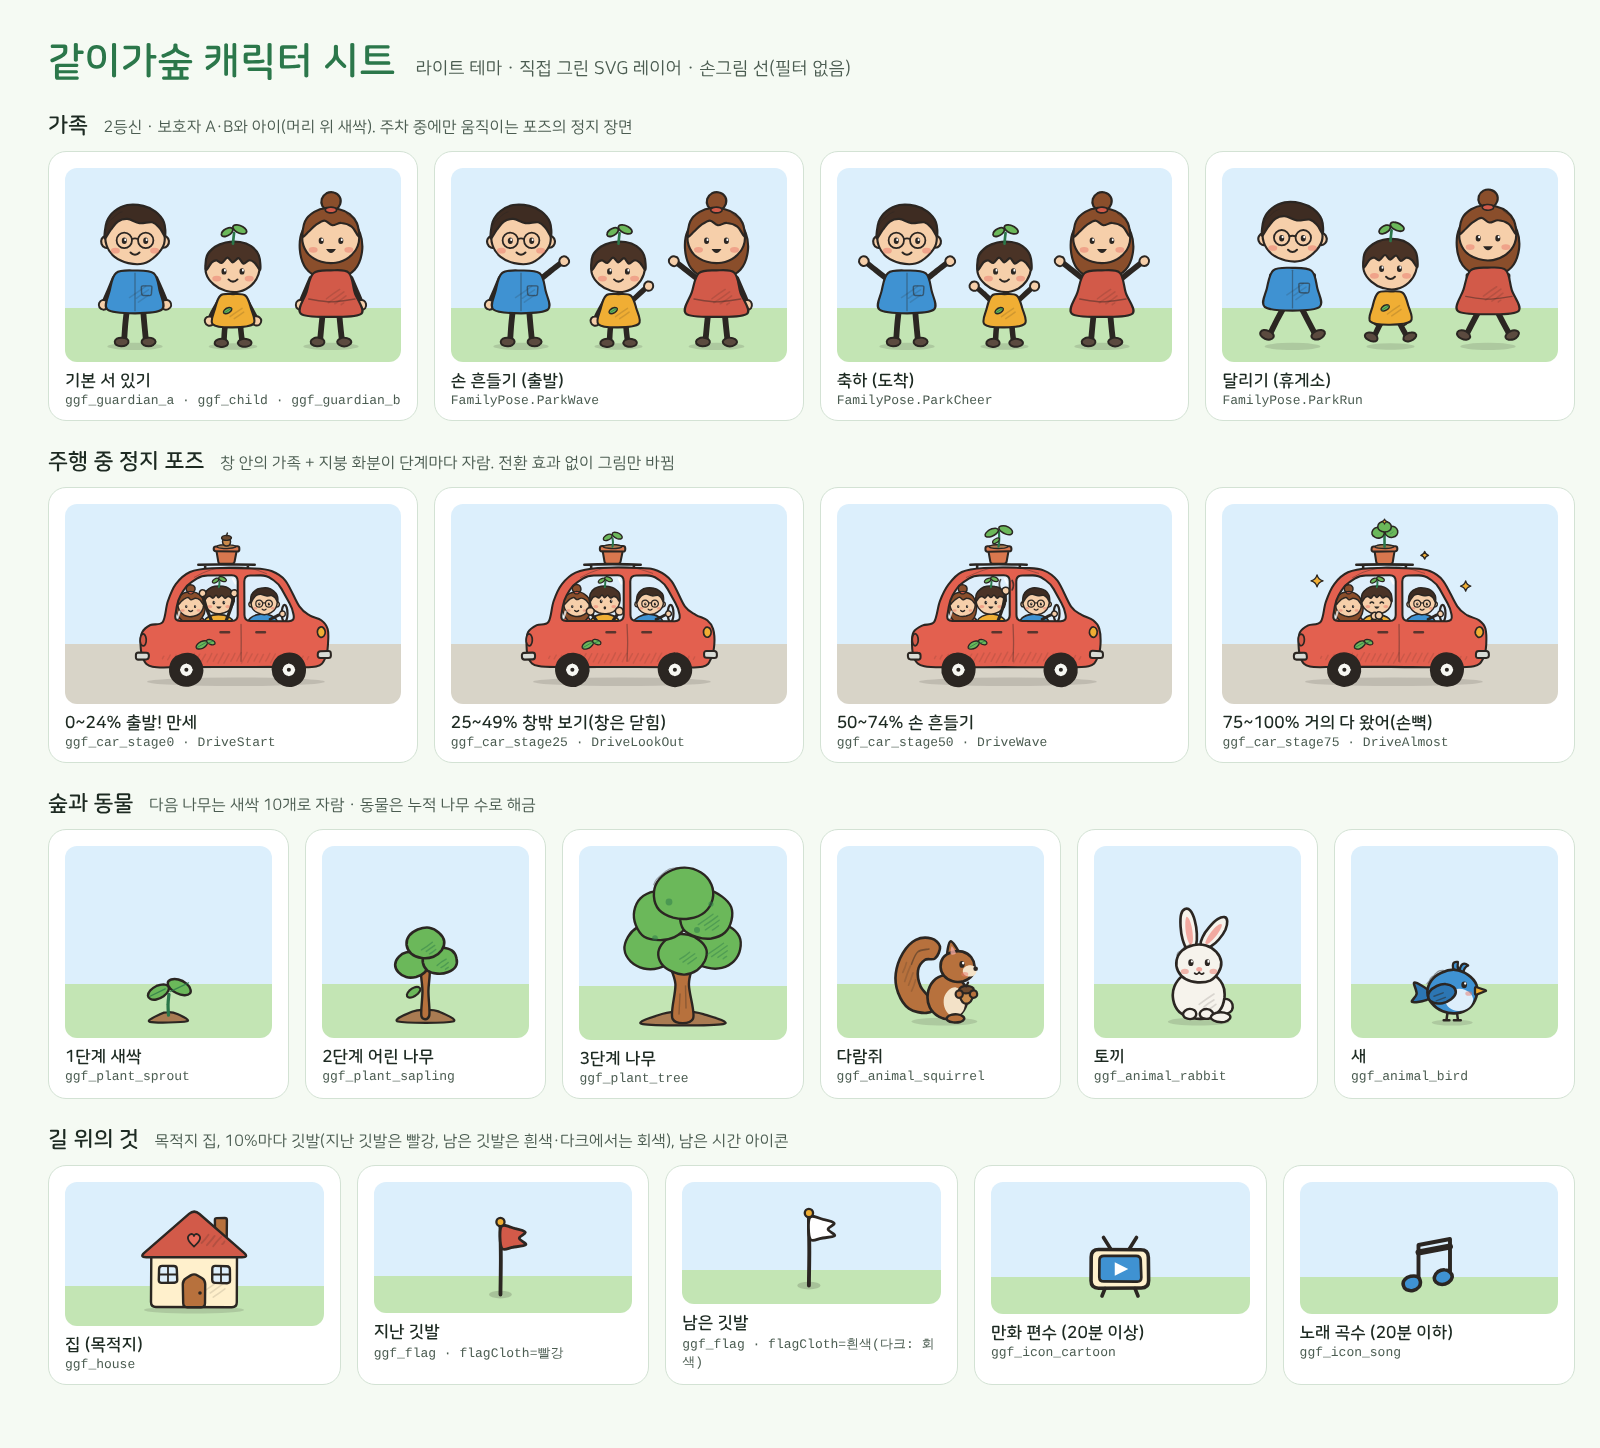 같이가숲 캐릭터 시트 라이트 테마 · 직접 그린 SVG 레이어 · 손그림 선(필터 없음)
가족 2등신 · 보호자 A·B와 아이(머리 위 새싹). 주차 중에만 움직이는 포즈의 정지 장면
기본 서 있기
ggf_guardian_a · ggf_child · ggf_guardian_b
손 흔들기 (출발)
FamilyPose.ParkWave
축하 (도착)
FamilyPose.ParkCheer
달리기 (휴게소)
FamilyPose.ParkRun
주행 중 정지 포즈 창 안의 가족 + 지붕 화분이 단계마다 자람. 전환 효과 없이 그림만 바뀜
0~24% 출발! 만세
ggf_car_stage0 · DriveStart
25~49% 창밖 보기(창은 닫힘)
ggf_car_stage25 · DriveLookOut
50~74% 손 흔들기
ggf_car_stage50 · DriveWave
75~100% 거의 다 왔어(손뼉)
ggf_car_stage75 · DriveAlmost
숲과 동물 다음 나무는 새싹 10개로 자람 · 동물은 누적 나무 수로 해금
1단계 새싹
ggf_plant_sprout
2단계 어린 나무
ggf_plant_sapling
3단계 나무
ggf_plant_tree
다람쥐
ggf_animal_squirrel
토끼
ggf_animal_rabbit
새
ggf_animal_bird
길 위의 것 목적지 집, 10%마다 깃발(지난 깃발은 빨강, 남은 깃발은 흰색·다크에서는 회색), 남은 시간 아이콘
집 (목적지)
ggf_house
지난 깃발
ggf_flag · flagCloth=빨강
남은 깃발
ggf_flag · flagCloth=흰색(다크: 회
색)
만화 편수 (20분 이상)
ggf_icon_cartoon
노래 곡수 (20분 이하)
ggf_icon_song